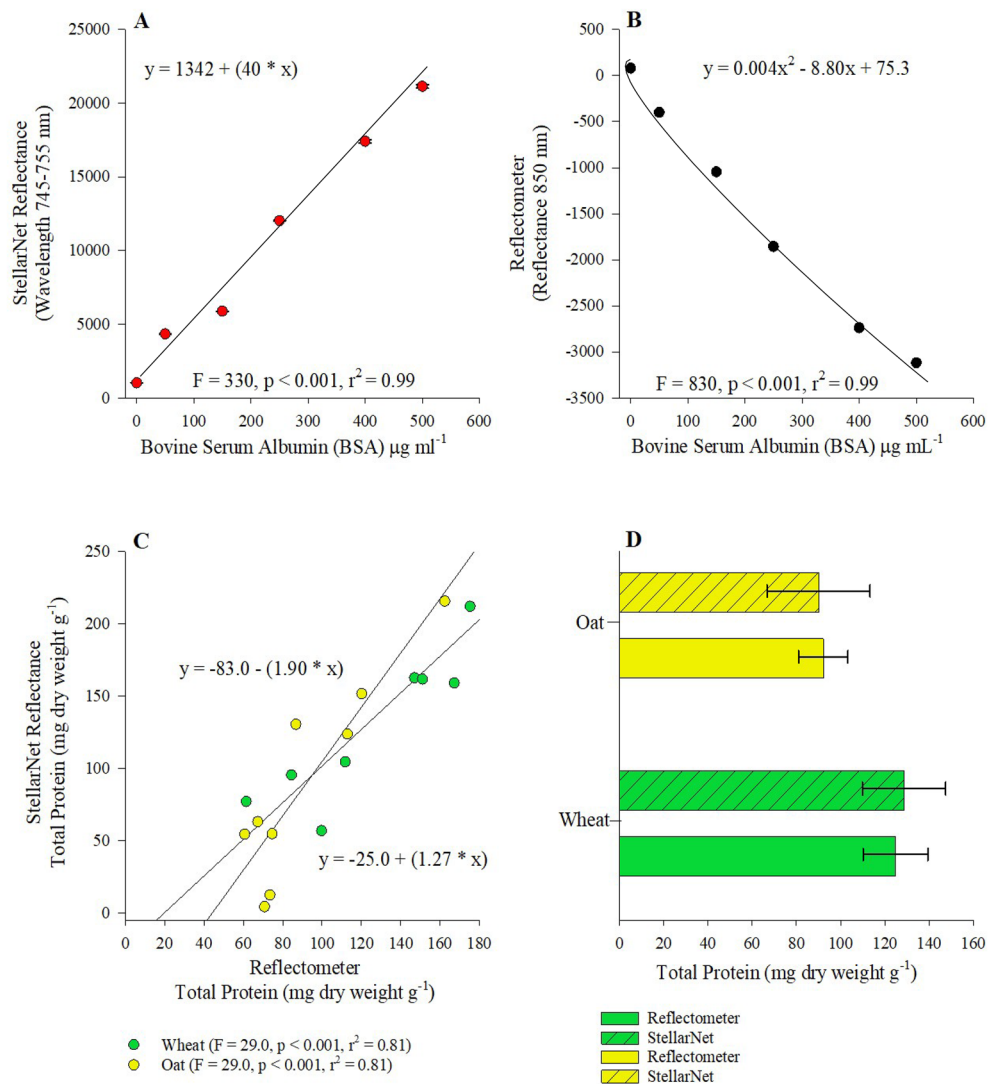 A
StellarNet Reflectance
(Wavelength 745-755 nm)
25000
20000
15000
10000
5000
0
y = 1342 + (40 * x)
F = 330, p < 0.001, r² = 0.99
0 100 200 300 400 500 600
Bovine Serum Albumin (BSA) µg ml⁻¹
B
Reflectometer
(Reflectance 850 nm)
500
0
-500
-1000
-1500
-2000
-2500
-3000
-3500
y = 0.004x² - 8.80x + 75.3
F = 830, p < 0.001, r² = 0.99
0 100 200 300 400 500 600
Bovine Serum Albumin (BSA) µg mL⁻¹
C
StellarNet Reflectance
Total Protein (mg dry weight g⁻¹)
250
200
150
100
50
0
y = -83.0 - (1.90 * x)
y = -25.0 + (1.27 * x)
0 20 40 60 80 100 120 140 160 180
Reflectometer
Total Protein (mg dry weight g⁻¹)
Wheat (F = 29.0, p < 0.001, r² = 0.81)
Oat (F = 29.0, p < 0.001, r² = 0.81)
D
Oat
Wheat
0 20 40 60 80 100 120 140 160
Total Protein (mg dry weight g⁻¹)
Reflectometer
StellarNet
Reflectometer
StellarNet